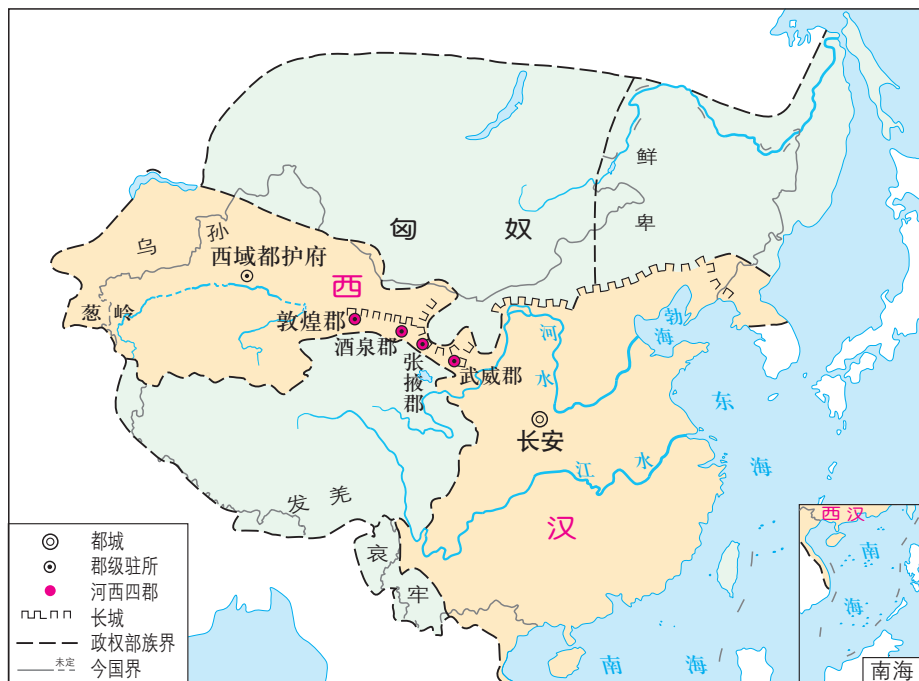 匈奴
鲜卑
乌孙
西域都护府
葱岭
西汉
敦煌郡
酒泉郡
张掖郡
武威郡
河水
渤海
长安
东海
江水
发羌
哀牢
南海
都城
郡级驻所
河西四郡
长城
政权部族界
未定
今国界
西汉
南海
南海